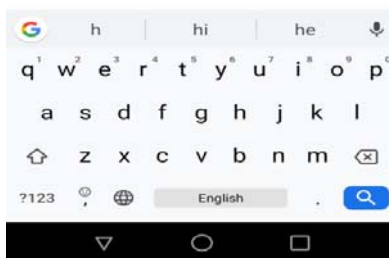 G h hi he
q1 w2 e3 r4 t5 y6 u7 i8 o9 p0
a s d f g h j k l
z x c v b n m
?123 , English .